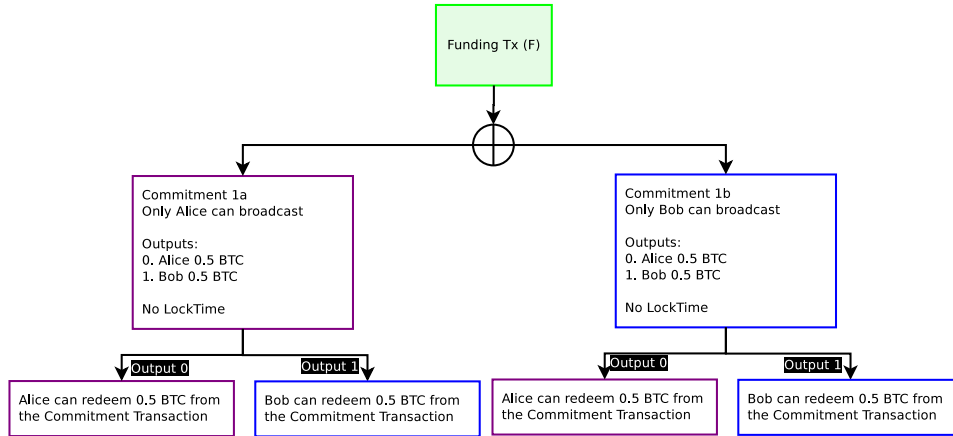 Funding Tx (F)
Commitment 1a
Only Alice can broadcast
Outputs:
0. Alice 0.5 BTC
1. Bob 0.5 BTC
No LockTime
Commitment 1b
Only Bob can broadcast
Outputs:
0. Alice 0.5 BTC
1. Bob 0.5 BTC
No LockTime
Output 0
Output 1
Output 0
Output 1
Alice can redeem 0.5 BTC from
the Commitment Transaction
Bob can redeem 0.5 BTC from
the Commitment Transaction
Alice can redeem 0.5 BTC from
the Commitment Transaction
Bob can redeem 0.5 BTC from
the Commitment Transaction